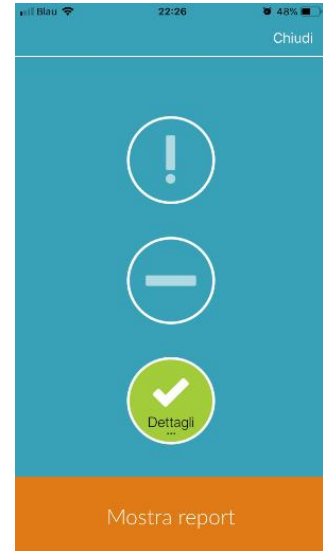 Blau 22:26 48%
Chiudi
!
Dettagli
...
Mostra report